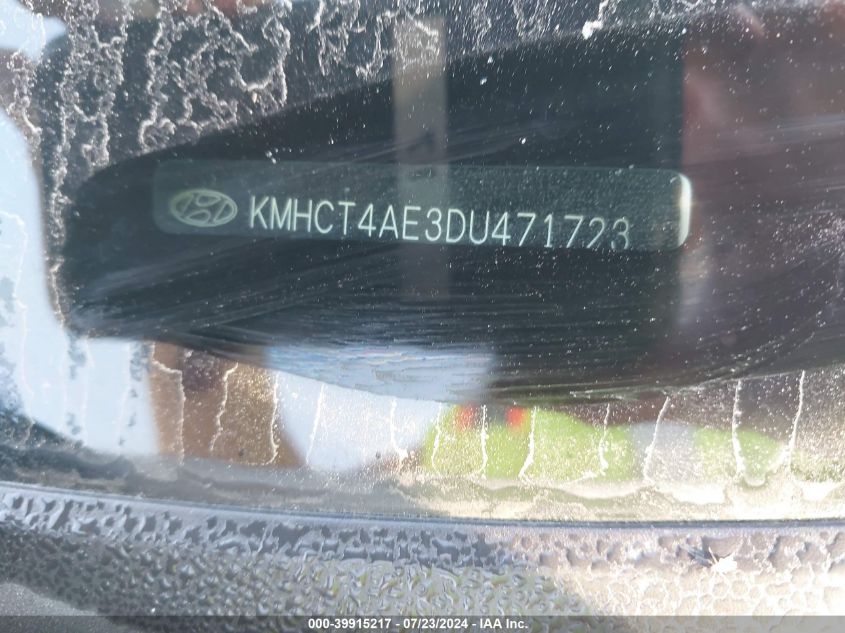 KMHCT4AE3DU471723
000-39915217 - 07/23/2024 - IAA Inc.